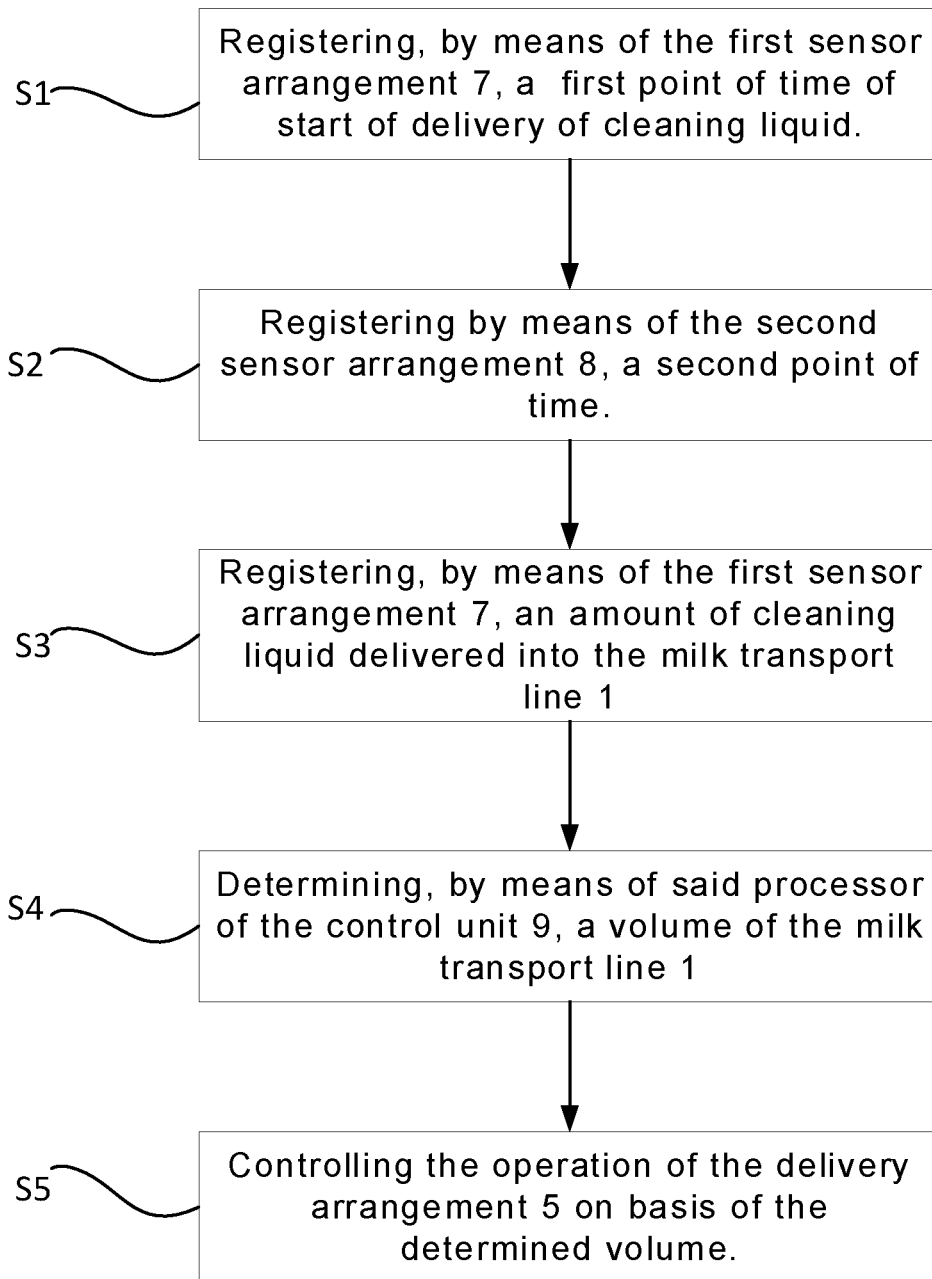 S1
Registering, by means of the first sensor
arrangement 7, a first point of time of
start of delivery of cleaning liquid.
S2
Registering by means of the second
sensor arrangement 8, a second point of
time.
S3
Registering, by means of the first sensor
arrangement 7, an amount of cleaning
liquid delivered into the milk transport
line 1
S4
Determining, by means of said processor
of the control unit 9, a volume of the milk
transport line 1
S5
Controlling the operation of the delivery
arrangement 5 on basis of the
determined volume.